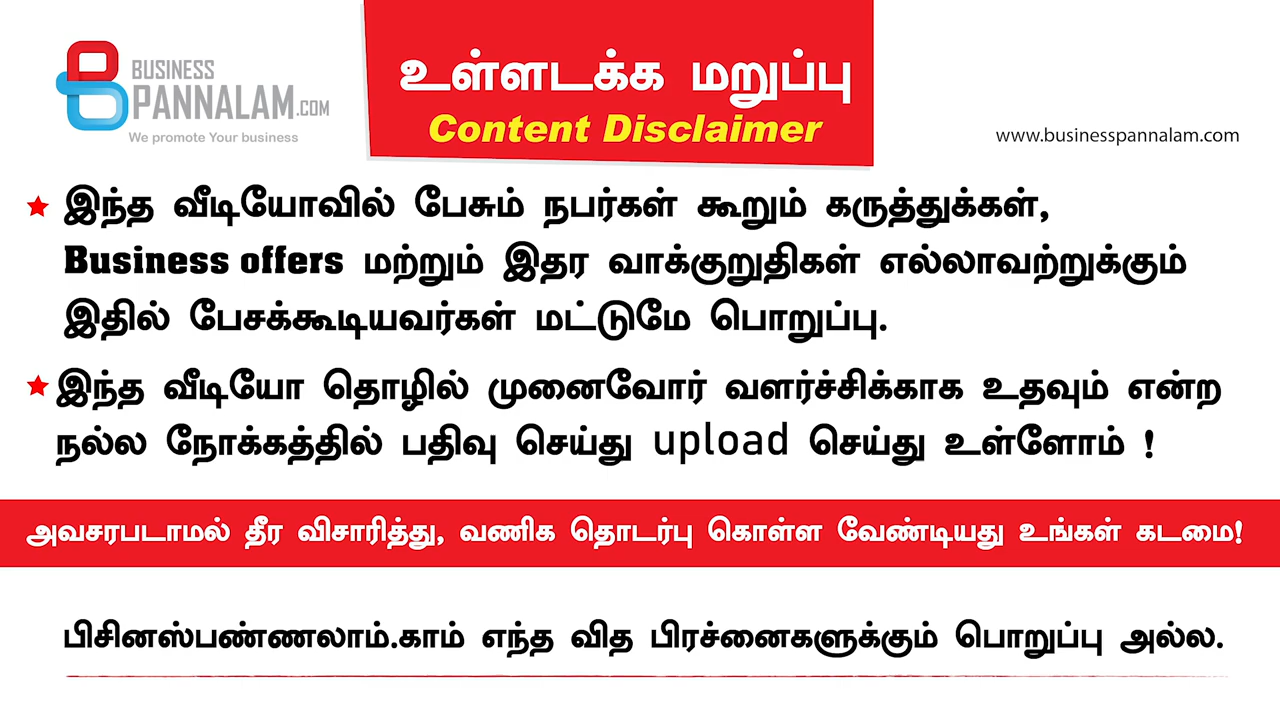 BUSINESS
PANNALAM.COM
We promote Your business
உள்ளடக்க மறுப்பு
Content Disclaimer
www.businesspannalam.com
இந்த வீடியோவில் பேசும் நபர்கள் கூறும் கருத்துக்கள்,
Business offers மற்றும் இதர வாக்குறுதிகள் எல்லாவற்றுக்கும்
இதில் பேசக்கூடியவர்கள் மட்டுமே பொறுப்பு.
இந்த வீடியோ தொழில் முனைவோர் வளர்ச்சிக்காக உதவும் என்ற
நல்ல நோக்கத்தில் பதிவு செய்து upload செய்து உள்ளோம் !
அவசரபடாமல் தீர விசாரித்து, வணிக தொடர்பு கொள்ள வேண்டியது உங்கள் கடமை!
பிசினஸ்பண்ணலாம்.காம் எந்த வித பிரச்னைகளுக்கும் பொறுப்பு அல்ல.